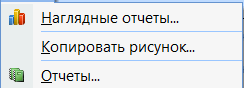 Наглядные отчеты...
Копировать рисунок...
Отчеты...